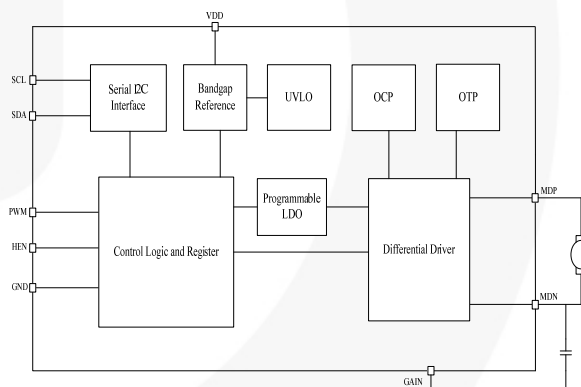 VDD
SCL
SDA
Serial I2C
Interface
Bandgap
Reference
UVLO
OCP
OTP
PWM
HEN
GND
Control Logic and Register
Programmable
LDO
Differential Driver
MDP
MDN
GAIN